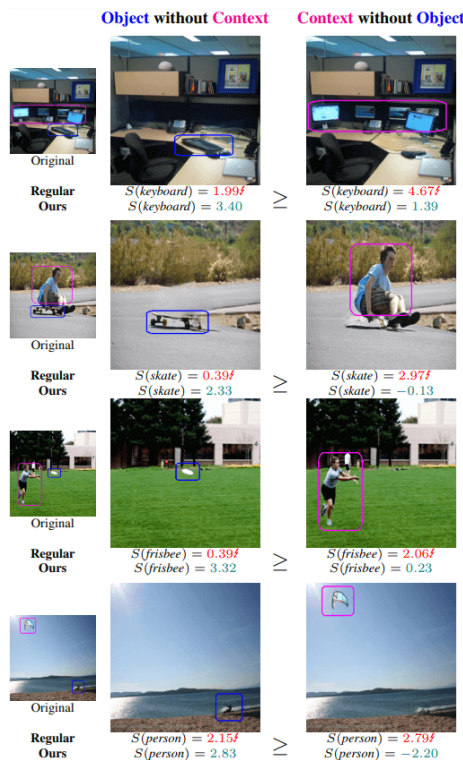 Object without Context Context without Object
Original
Regular S(keyboard) = 1.99 S(keyboard) = 4.67
Ours S(keyboard) = 3.40 ≥ S(keyboard) = 1.39
Original
Regular S(skate) = 0.39 S(skate) = 2.97
Ours S(skate) = 2.33 ≥ S(skate) = −0.13
Original
Regular S(frisbee) = 0.39 S(frisbee) = 2.06
Ours S(frisbee) = 3.32 ≥ S(frisbee) = 0.23
Original
Regular S(person) = 2.15 S(person) = 2.79
Ours S(person) = 2.83 ≥ S(person) = −2.20